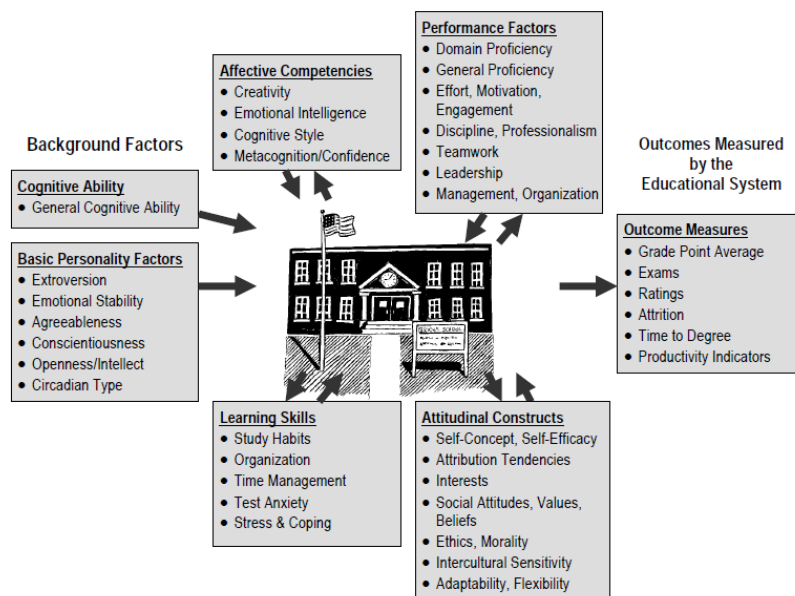 Background Factors
Cognitive Ability
● General Cognitive Ability
Basic Personality Factors
● Extroversion
● Emotional Stability
● Agreeableness
● Conscientiousness
● Openness/Intellect
● Circadian Type
Affective Competencies
● Creativity
● Emotional Intelligence
● Cognitive Style
● Metacognition/Confidence
Performance Factors
● Domain Proficiency
● General Proficiency
● Effort, Motivation,
Engagement
● Discipline, Professionalism
● Teamwork
● Leadership
● Management, Organization
Learning Skills
● Study Habits
● Organization
● Time Management
● Test Anxiety
● Stress & Coping
Attitudinal Constructs
● Self-Concept, Self-Efficacy
● Attribution Tendencies
● Interests
● Social Attitudes, Values,
Beliefs
● Ethics, Morality
● Intercultural Sensitivity
● Adaptability, Flexibility
Outcomes Measured
by the
Educational System
Outcome Measures
● Grade Point Average
● Exams
● Ratings
● Attrition
● Time to Degree
● Productivity Indicators